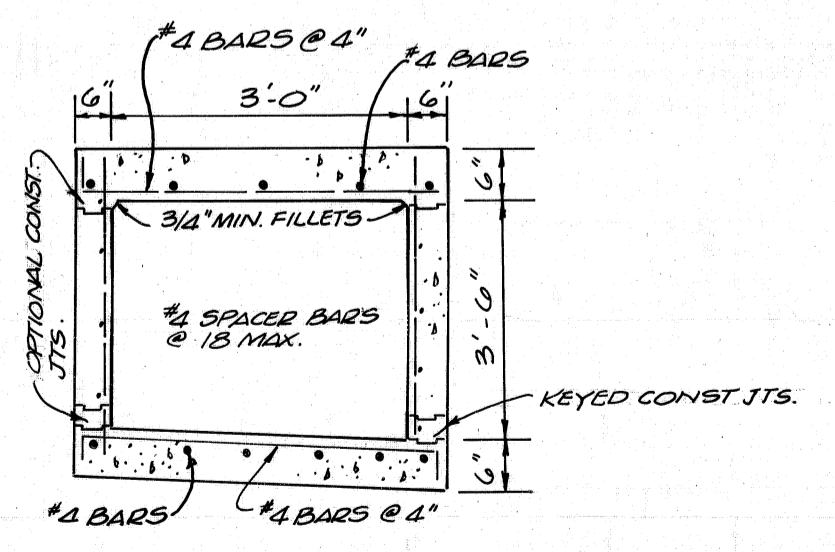 #4 BARS @ 4"
#4 BARS
6"
3'-0"
6"
6"
3/4" MIN. FILLETS
OPTIONAL CONST.
JTS.
#4 SPACER BARS
@ 18 MAX.
3'-6"
KEYED CONST JTS.
6"
#4 BARS
#4 BARS @ 4"